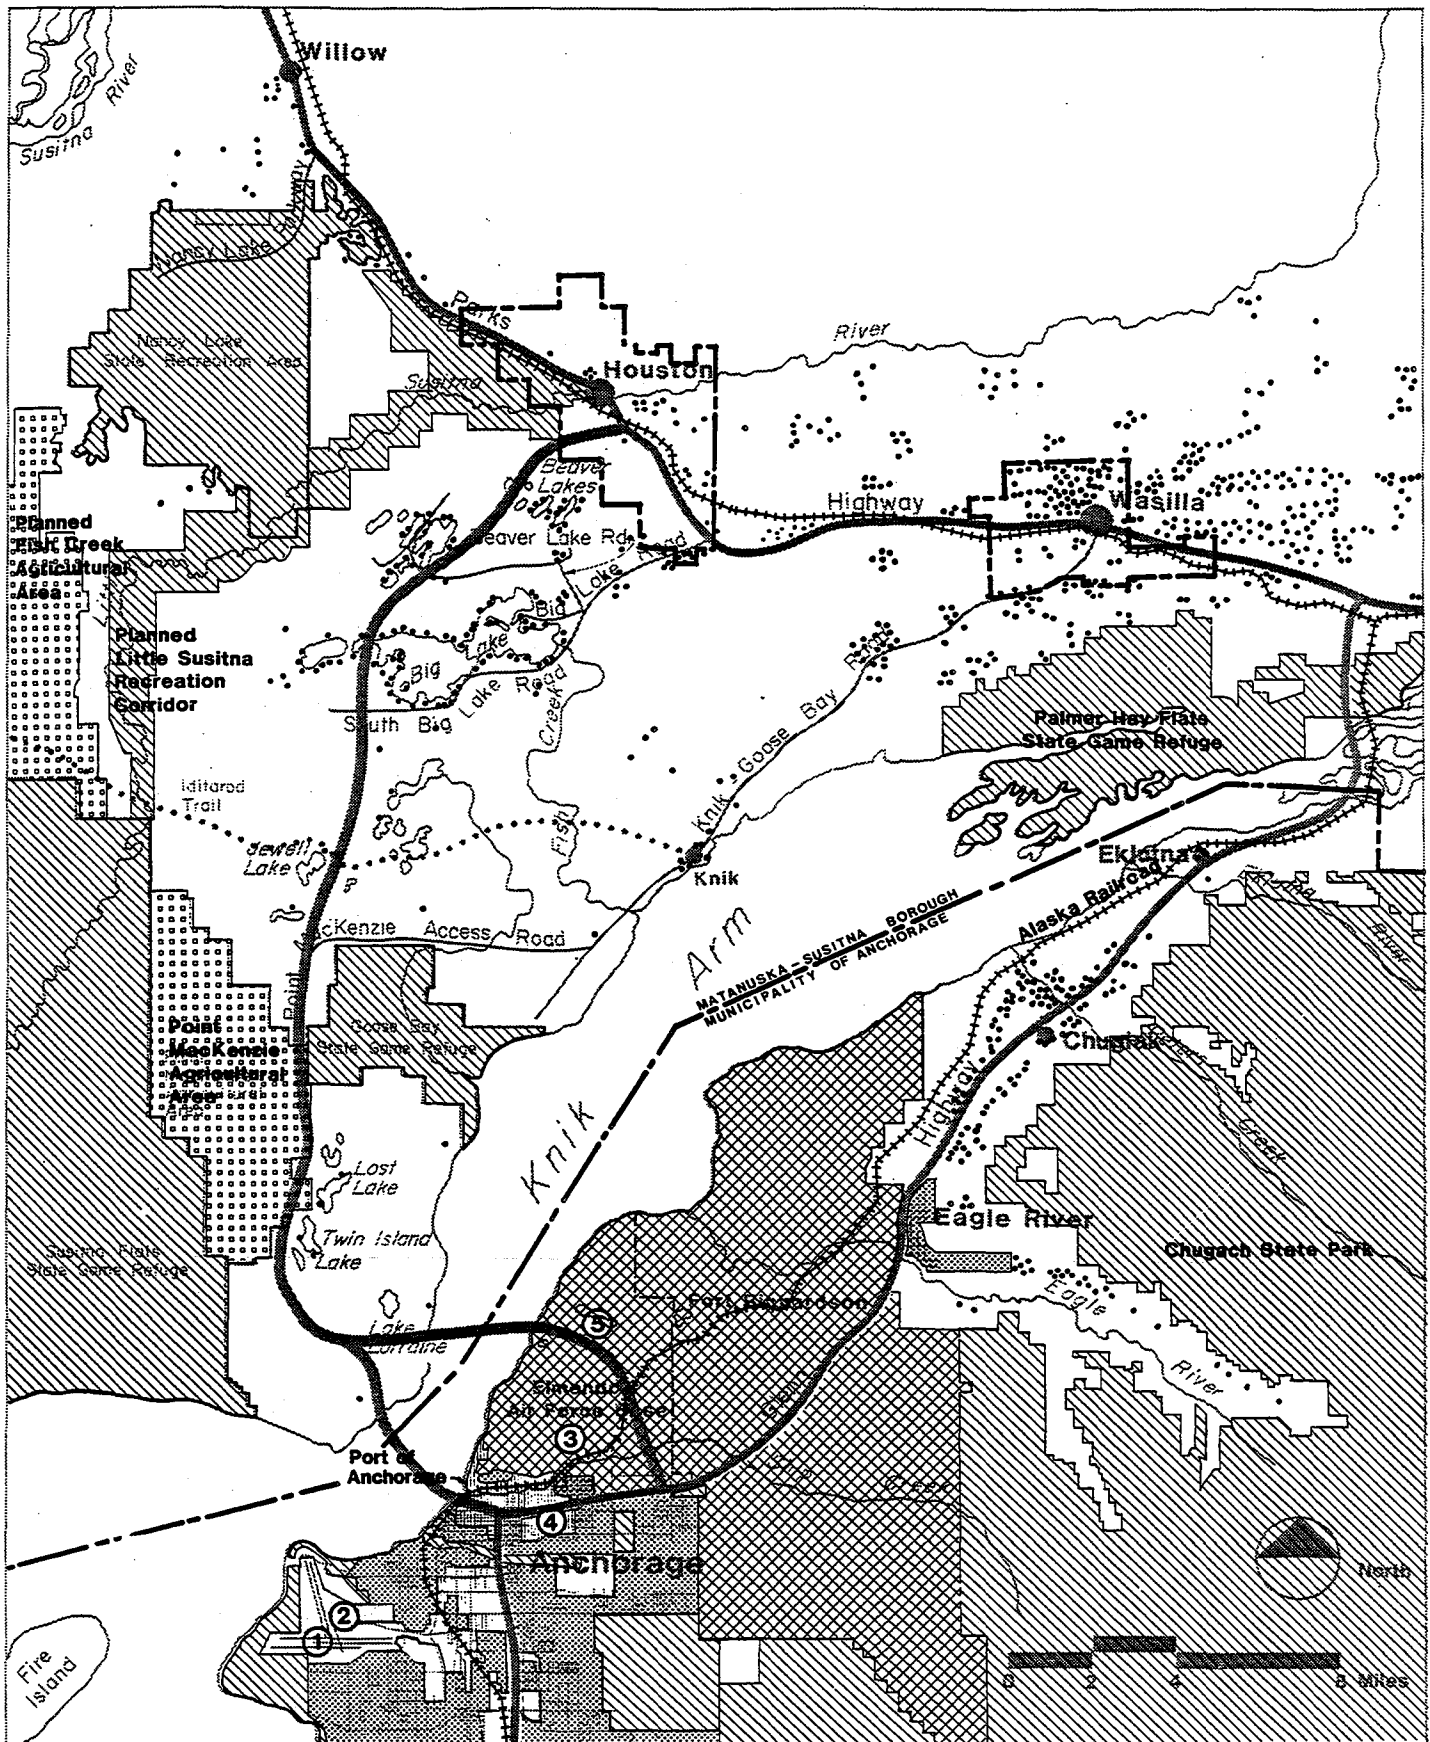 Willow
River
Susitna
Nancy Lake
Nancy Lake
State Recreation Area
Parks
River
Houston
Susitna
Beaver
Lakes
Highway
Wasilla
Planned
Fish Creek
Agricultural
Area
Beaver Lake Rd.
Road
Lake
Big
Planned
Little Susitna
Recreation
Corridor
Lake
Big
Road
South Big
Lake Road
Creek
Goose Bay
Knik
Palmer Hay Flats
State Game Refuge
Iditarod
Trail
Fish
Jewell
Lake
?
Knik
Eklutna
Alaska Railroad
River
MacKenzie Access Road
Arm
MATANUSKA-SUSITNA BOROUGH
MUNICIPALITY OF ANCHORAGE
Point
Point
MacKenzie
Agricultural
Area
Goose Bay
State Game Refuge
Chugiak
Highway
Knik
Creek
Lost
Lake
Twin Island
Lake
Eagle River
Susitna Flats
State Game Refuge
Chugach State Park
Eagle
River
Fort Richardson
5
Lake
Lorraine
Elmendorf
Air Force Base
Glenn
3
Port of
Anchorage
Creek
4
Anchorage
North
2
1
Fire
Island
0 2 4 8 Miles